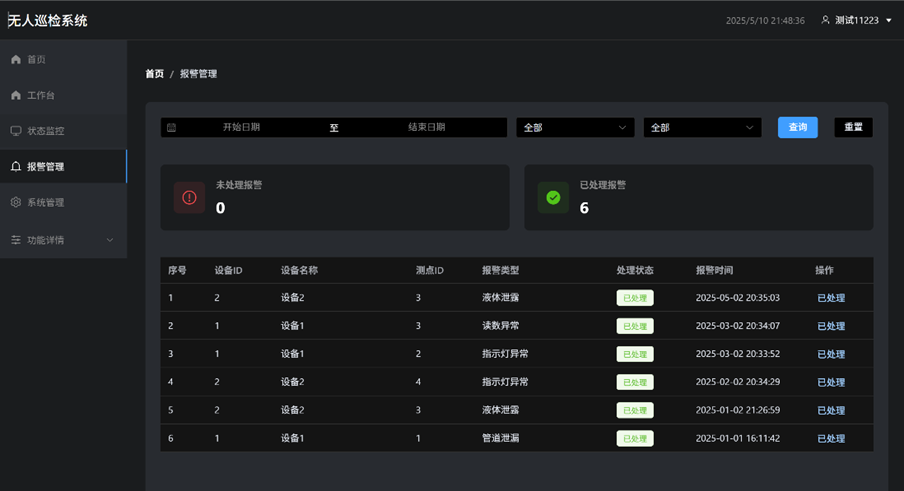 无人巡检系统 2025/5/10 21:48:36 测试11223
首页
工作台
状态监控
报警管理
系统管理
功能详情
首页 / 报警管理
开始日期 至 结束日期 全部 全部 查询 重置
未处理报警
0
已处理报警
6
序号 设备ID 设备名称 测点ID 报警类型 处理状态 报警时间 操作
1 2 设备2 3 液体泄露 已处理 2025-05-02 20:35:03 已处理
2 1 设备1 3 读数异常 已处理 2025-03-02 20:34:07 已处理
3 1 设备1 2 指示灯异常 已处理 2025-03-02 20:33:52 已处理
4 2 设备2 4 指示灯异常 已处理 2025-02-02 20:34:29 已处理
5 2 设备2 3 液体泄露 已处理 2025-01-02 21:26:59 已处理
6 1 设备1 1 管道泄漏 已处理 2025-01-01 16:11:42 已处理